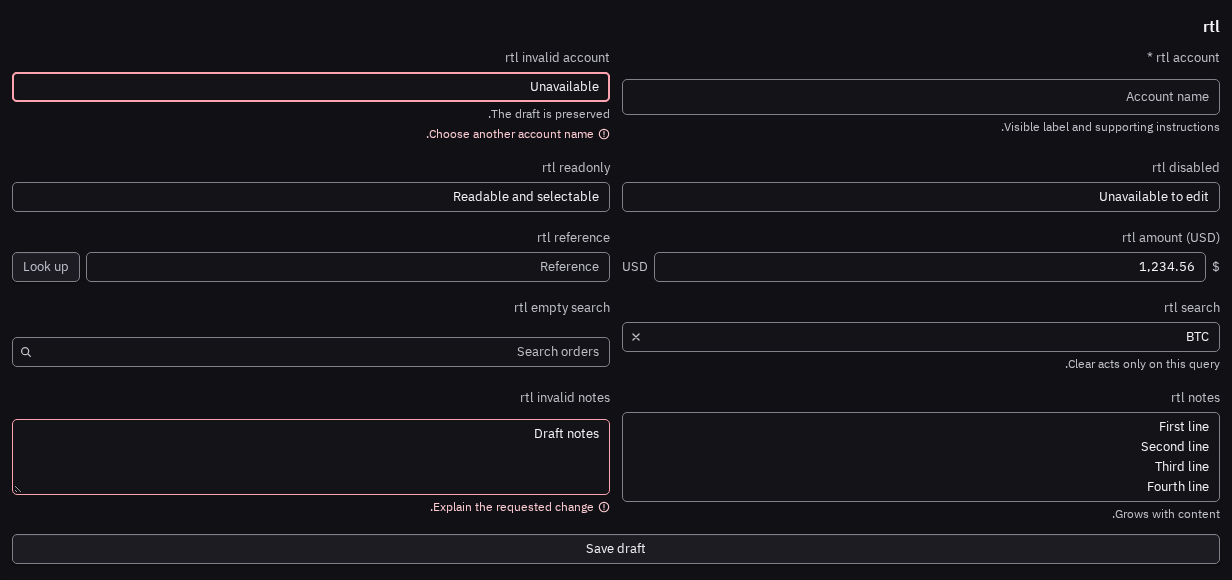 rtl
* rtl account
Account name
.Visible label and supporting instructions
rtl invalid account
Unavailable
.The draft is preserved
.Choose another account name
rtl disabled
Unavailable to edit
rtl readonly
Readable and selectable
rtl amount (USD)
$
1,234.56
USD
rtl reference
Reference
Look up
rtl search
BTC
.Clear acts only on this query
rtl empty search
Search orders
rtl notes
First line
Second line
Third line
Fourth line
.Grows with content
rtl invalid notes
Draft notes
.Explain the requested change
Save draft